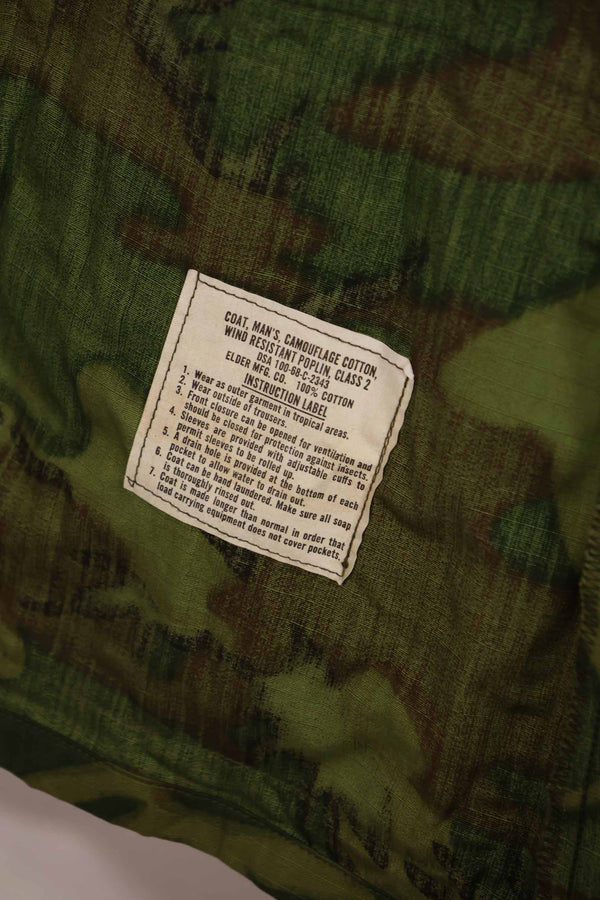 COAT, MAN'S, CAMOUFLAGE COTTON,
WIND RESISTANT POPLIN, CLASS 2
DSA 100-68-C-2343
ELDER MFG. CO. 100% COTTON
INSTRUCTION LABEL
1. Wear as outer garment in tropical areas.
2. Wear outside of trousers.
3. Front closure can be opened for ventilation and
should be closed for protection against insects.
4. Sleeves are provided with adjustable cuffs to
permit sleeves to be rolled up.
5. A drain hole is provided at the bottom of each
pocket to allow water to drain out.
6. Coat can be hand laundered. Make sure all soap
is thoroughly rinsed out.
7. Coat is made longer than normal in order that
load carrying equipment does not cover pockets.